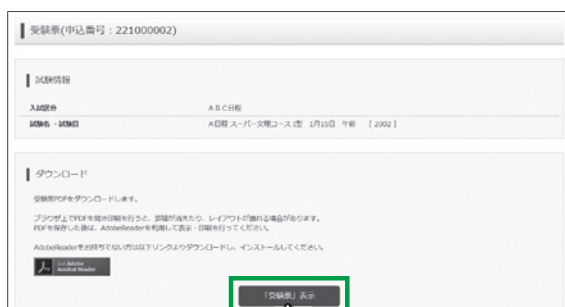 受験票(申込番号 : 221000002)
試験情報
入試区分 ABC日程
試験名・試験日 A日程 スーパー文理コースⅠ型 1月15日 午前 [2002]
ダウンロード
受験票PDFをダウンロードします。
ブラウザ上でPDFを開き印刷を行うと、罫線が消えたり、レイアウトが崩れる場合があります。
PDFを保存した後は、AdobeReaderを利用して表示・印刷を行ってください。
AdobeReaderをお持ちでない方は以下リンクよりダウンロードし、インストールしてください。
Get Adobe
Acrobat Reader
「受験票」表示